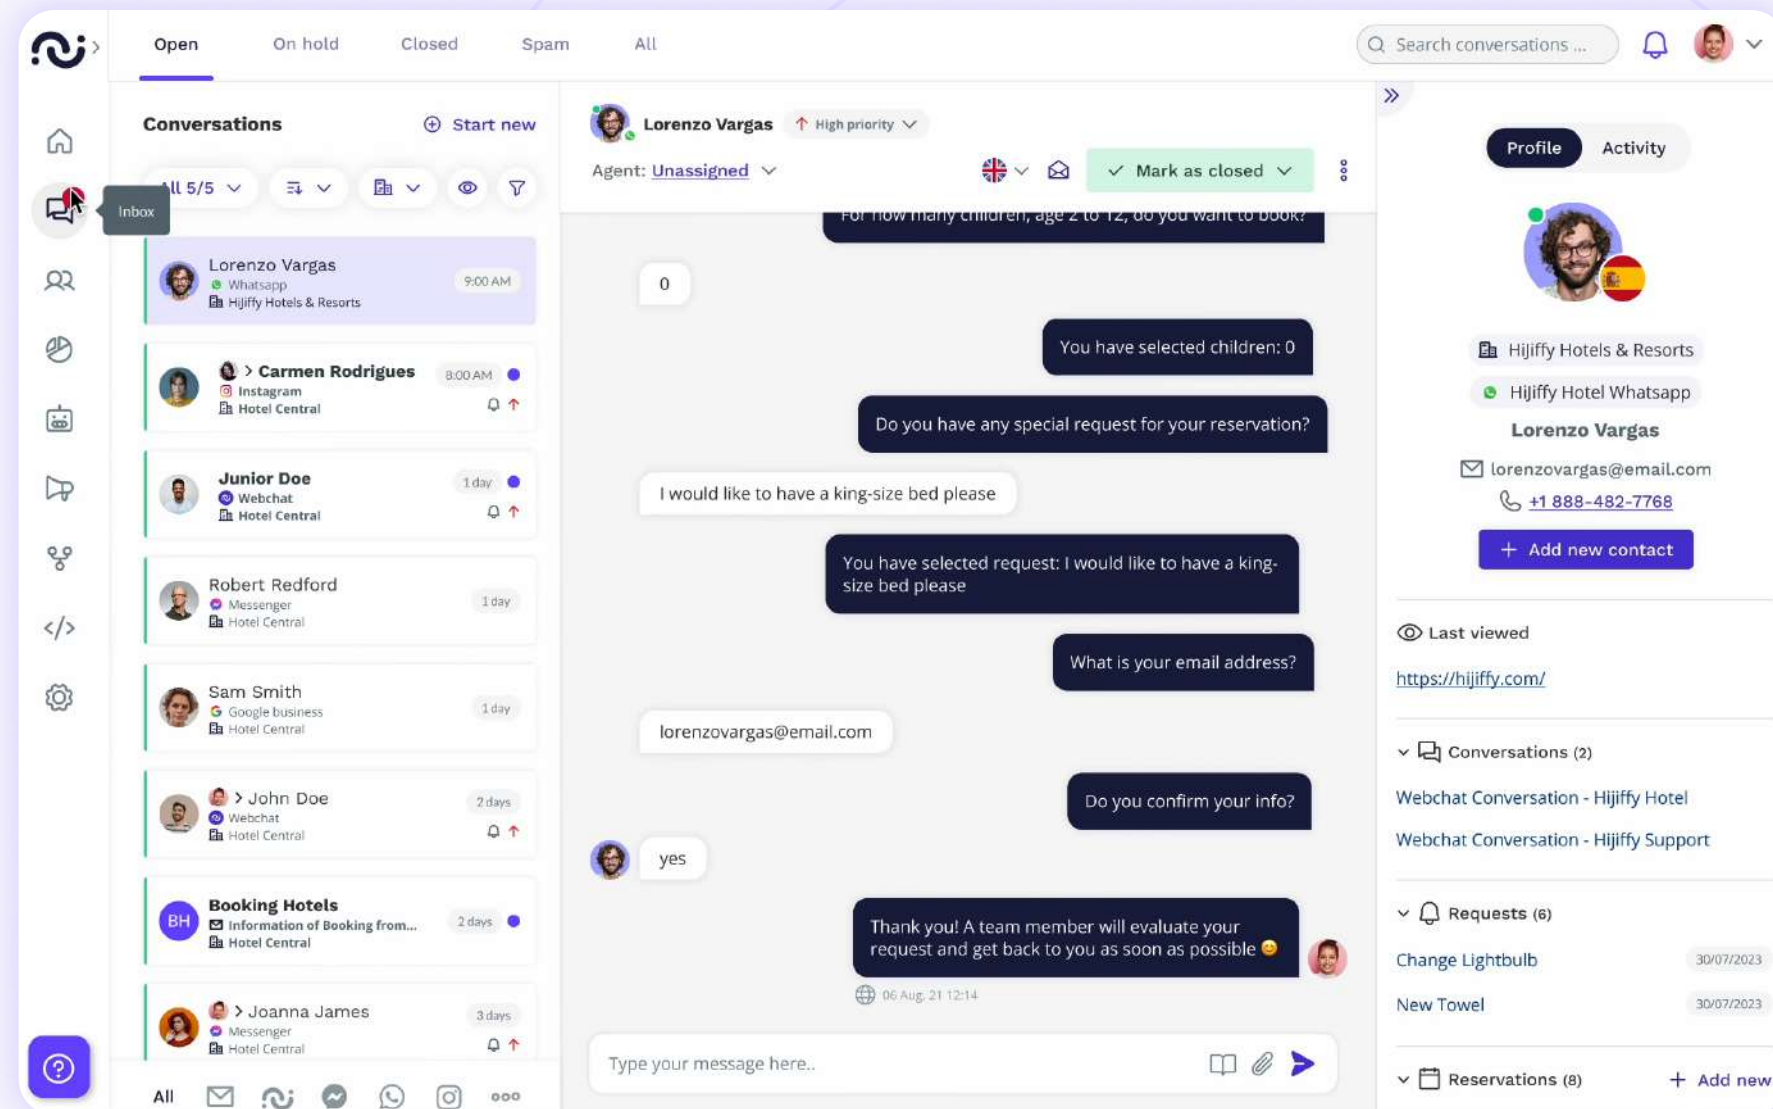 Open
On hold
Closed
Spam
All
Search conversations ...
Inbox
Conversations
Start new
All 5/5
Lorenzo Vargas
Whatsapp
HiJiffy Hotels & Resorts
9:00 AM
> Carmen Rodrigues
Instagram
Hotel Central
8:00 AM
Junior Doe
Webchat
Hotel Central
1 day
Robert Redford
Messenger
Hotel Central
1 day
Sam Smith
Google business
Hotel Central
1 day
> John Doe
Webchat
Hotel Central
2 days
BH
Booking Hotels
Information of Booking from...
Hotel Central
2 days
> Joanna James
Messenger
Hotel Central
3 days
All
Lorenzo Vargas
High priority
Agent: Unassigned
Mark as closed
For how many children, age 2 to 12, do you want to book?
0
You have selected children: 0
Do you have any special request for your reservation?
I would like to have a king-size bed please
You have selected request: I would like to have a king-
size bed please
What is your email address?
lorenzovargas@email.com
Do you confirm your info?
yes
Thank you! A team member will evaluate your
request and get back to you as soon as possible 😊
06 Aug. 21 12:14
Type your message here..
Profile
Activity
HiJiffy Hotels & Resorts
HiJiffy Hotel Whatsapp
Lorenzo Vargas
lorenzovargas@email.com
+1 888-482-7768
+ Add new contact
Last viewed
https://hijiffy.com/
Conversations (2)
Webchat Conversation - Hijiffy Hotel
Webchat Conversation - Hijiffy Support
Requests (6)
Change Lightbulb
30/07/2023
New Towel
30/07/2023
Reservations (8)
+ Add new